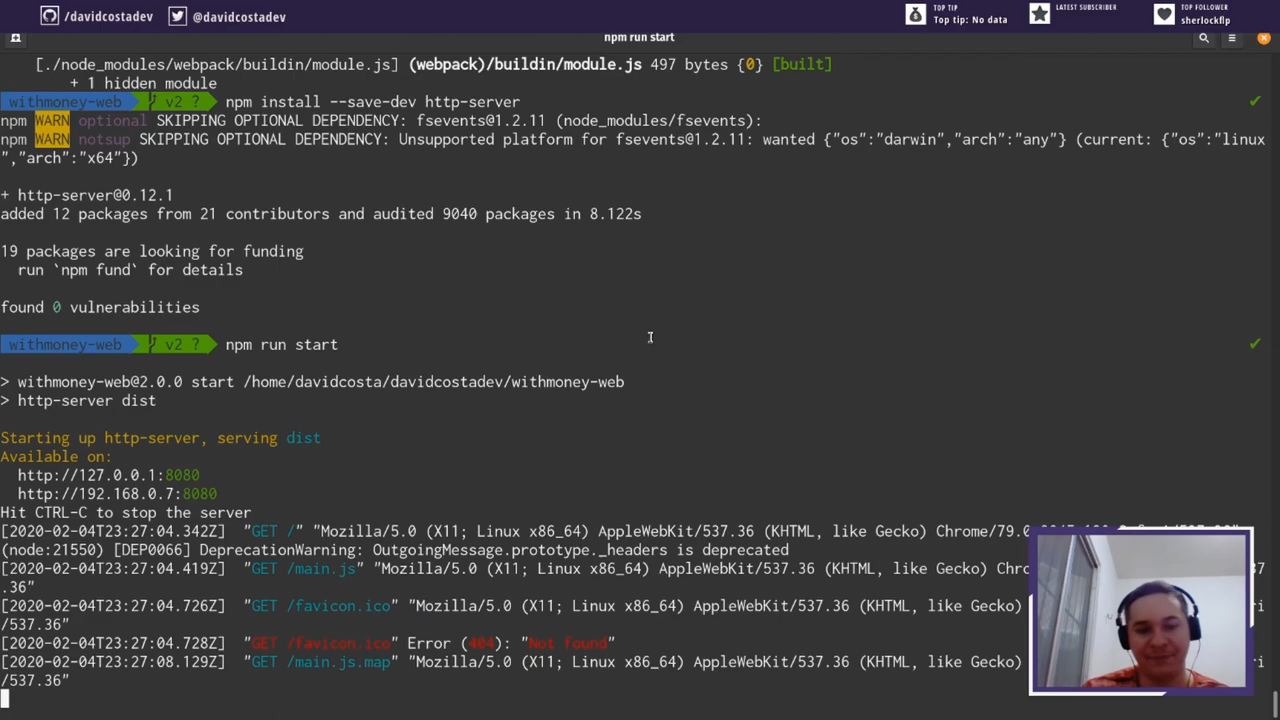 /davidcostadev @davidcostadev TOP TIP Top tip: No data LATEST SUBSCRIBER TOP FOLLOWER sherlockflp
npm run start
[./node_modules/webpack/buildin/module.js] (webpack)/buildin/module.js 497 bytes {0} [built]
+ 1 hidden module
withmoney-web v2 ? npm install --save-dev http-server ✔
npm WARN optional SKIPPING OPTIONAL DEPENDENCY: fsevents@1.2.11 (node_modules/fsevents):
npm WARN notsup SKIPPING OPTIONAL DEPENDENCY: Unsupported platform for fsevents@1.2.11: wanted {"os":"darwin","arch":"any"} (current: {"os":"linux
","arch":"x64"})
+ http-server@0.12.1
added 12 packages from 21 contributors and audited 9040 packages in 8.122s
19 packages are looking for funding
run `npm fund` for details
found 0 vulnerabilities
withmoney-web v2 ? npm run start ✔
> withmoney-web@2.0.0 start /home/davidcosta/davidcostadev/withmoney-web
> http-server dist
Starting up http-server, serving dist
Available on:
http://127.0.0.1:8080
http://192.168.0.7:8080
Hit CTRL-C to stop the server
[2020-02-04T23:27:04.342Z] "GET /" "Mozilla/5.0 (X11; Linux x86_64) AppleWebKit/537.36 (KHTML, like Gecko)
(node:21550) [DEP0066] DeprecationWarning: OutgoingMessage.prototype._headers is deprecated
[2020-02-04T23:27:04.419Z] "GET /main.js" "Mozilla/5.0 (X11; Linux x86_64) AppleWebKit/537.36 (KHTML, like Gecko)
.36"
[2020-02-04T23:27:04.726Z] "GET /favicon.ico" "Mozilla/5.0 (X11; Linux x86_64) AppleWebKit/537.36 (KHTML, like Gecko) ri
/537.36"
[2020-02-04T23:27:04.728Z] "GET /favicon.ico" Error (404): "Not found"
[2020-02-04T23:27:08.129Z] "GET /main.js.map" "Mozilla/5.0 (X11; Linux x86_64) AppleWebKit/537.36 (KHTML, like Gecko) ri
/537.36"